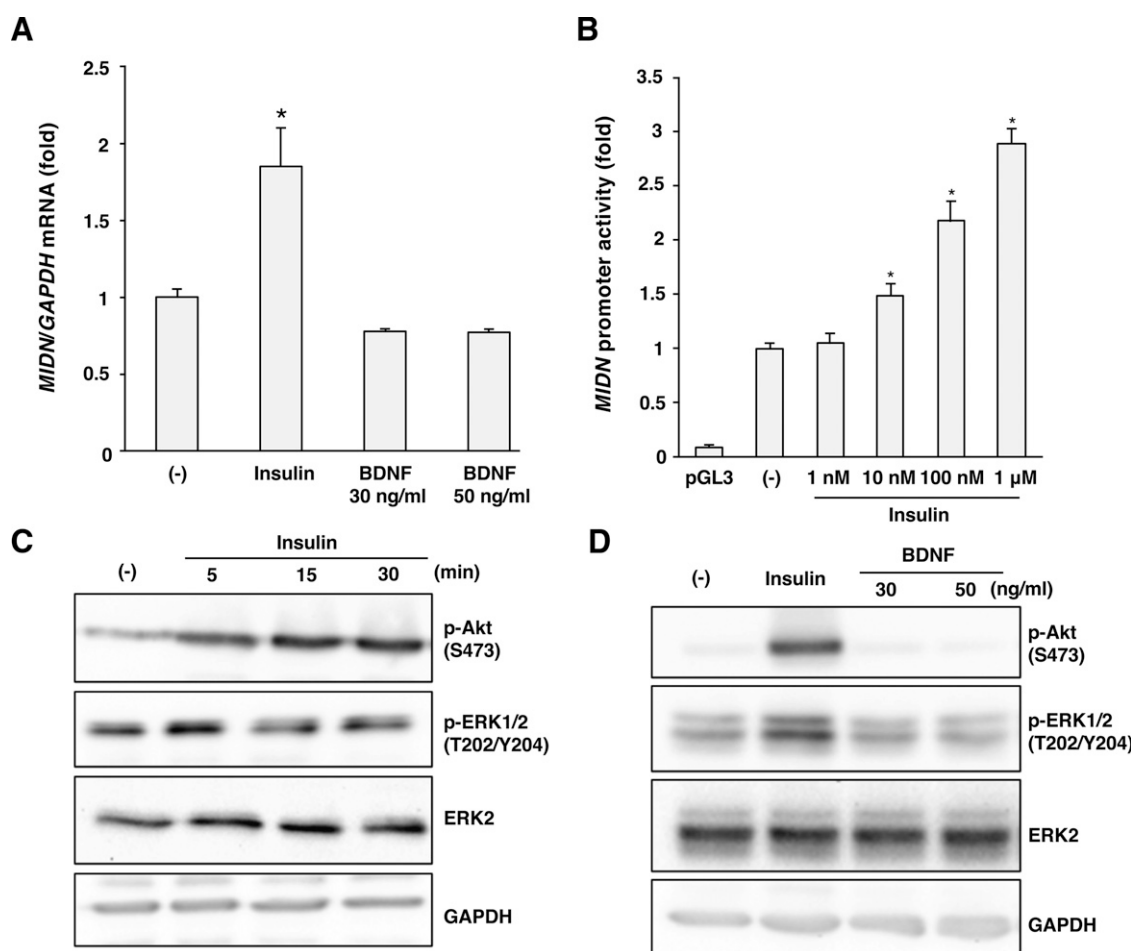 A
2.5
2
1.5
1
0.5
0
MIDN/GAPDH mRNA (fold)
*
(-) Insulin BDNF BDNF
30 ng/ml 50 ng/ml
B
3.5
3
2.5
2
1.5
1
0.5
0
MIDN promoter activity (fold)
* * * *
pGL3 (-) 1 nM 10 nM 100 nM 1 µM
Insulin
C
Insulin
(-) 5 15 30 (min)
p-Akt
(S473)
p-ERK1/2
(T202/Y204)
ERK2
GAPDH
D
BDNF
(-) Insulin 30 50 (ng/ml)
p-Akt
(S473)
p-ERK1/2
(T202/Y204)
ERK2
GAPDH